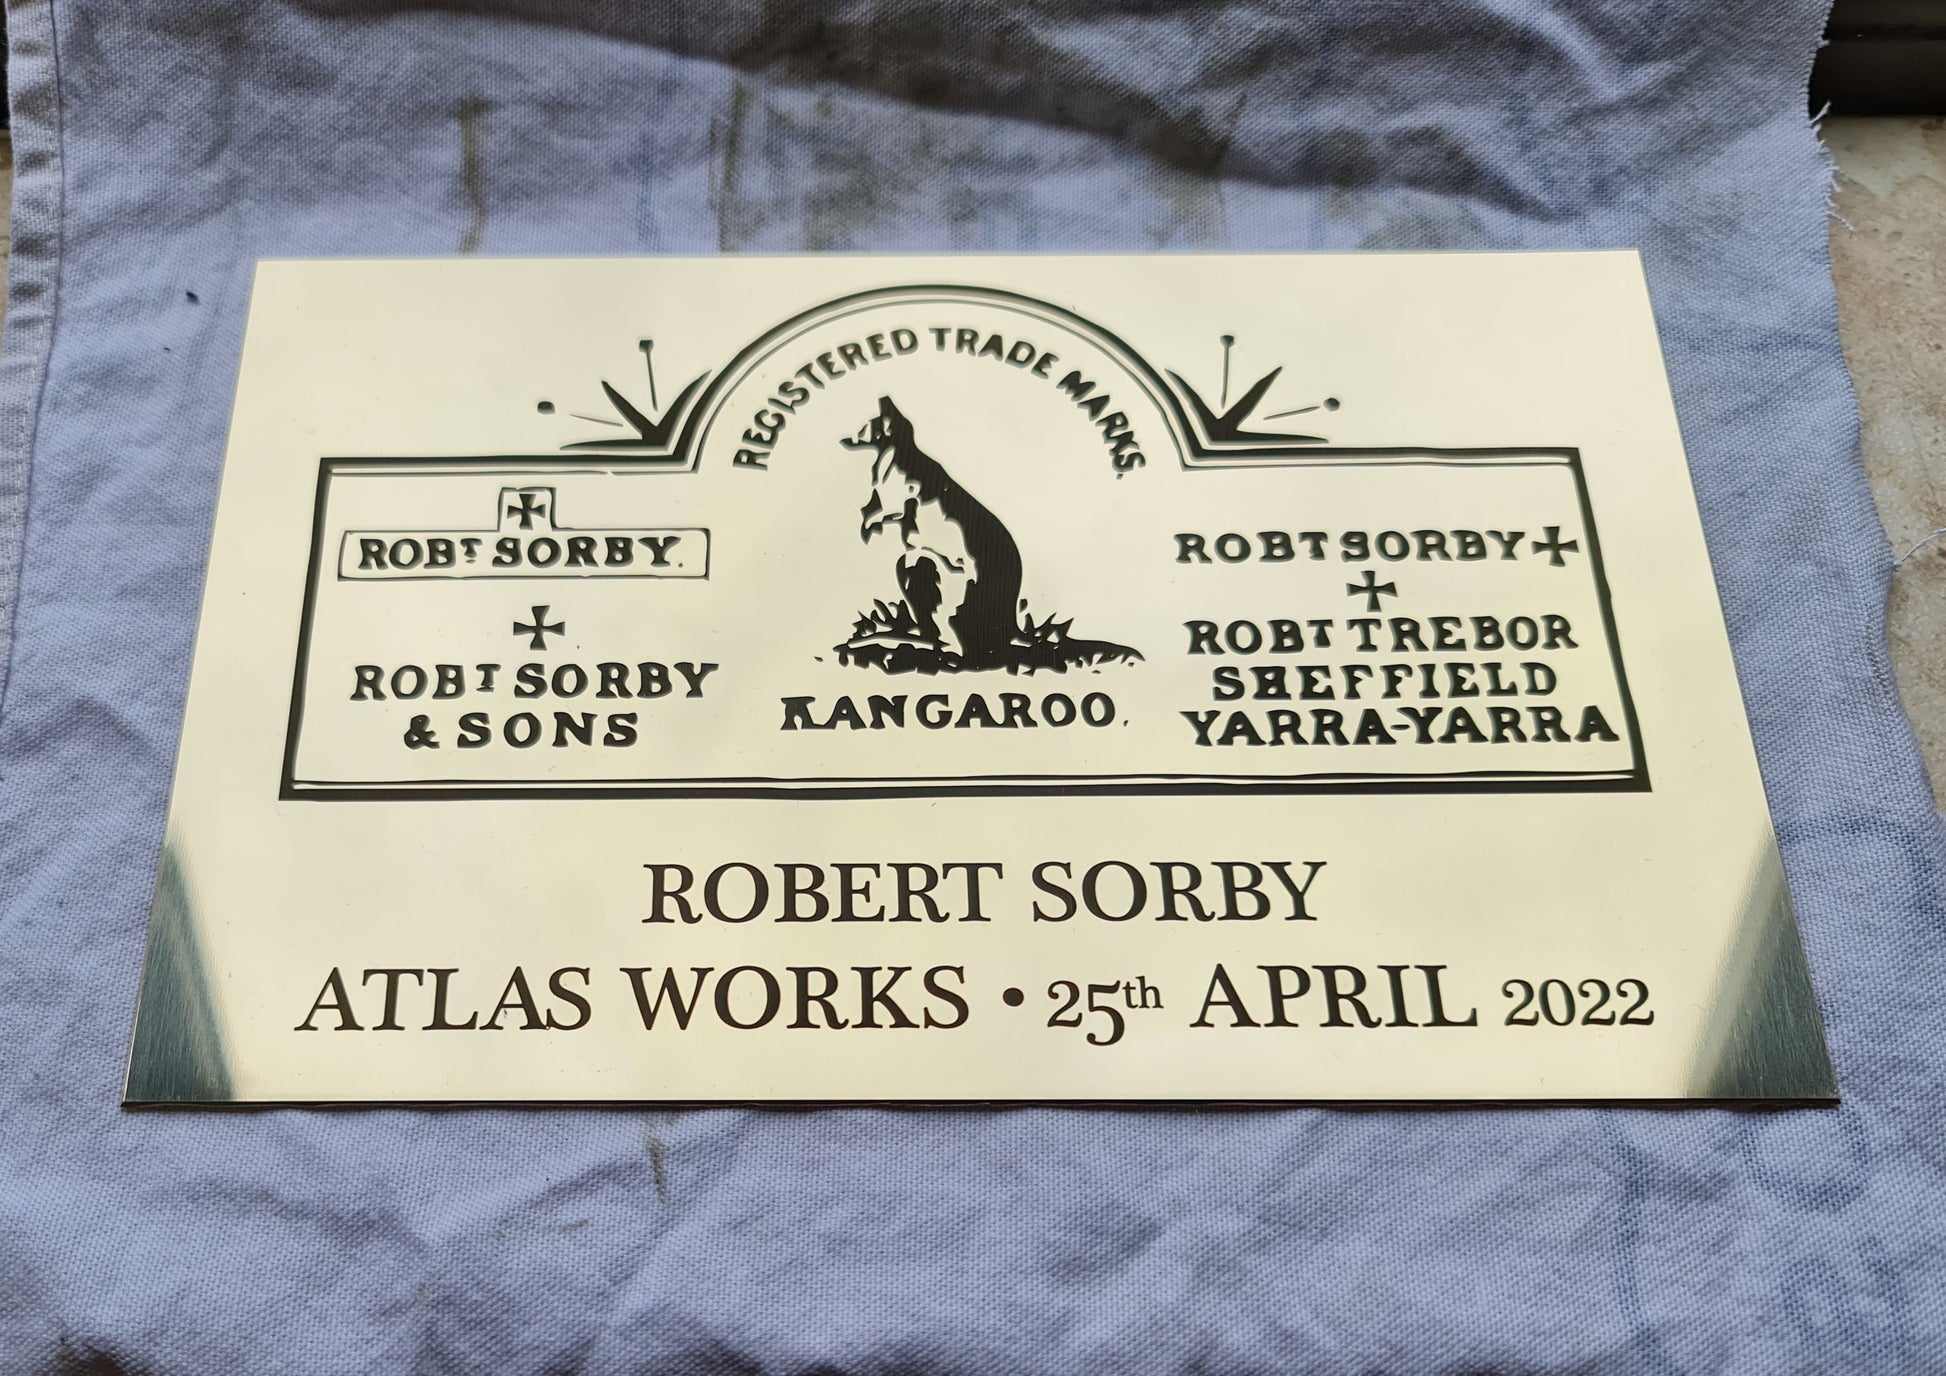 REGISTERED TRADE MARKS.
ROBT SORBY.
ROBT SORBY
& SONS
KANGAROO.
ROBT SORBY
ROBT TREBOR
SHEFFIELD
YARRA-YARRA
ROBERT SORBY
ATLAS WORKS • 25th APRIL 2022